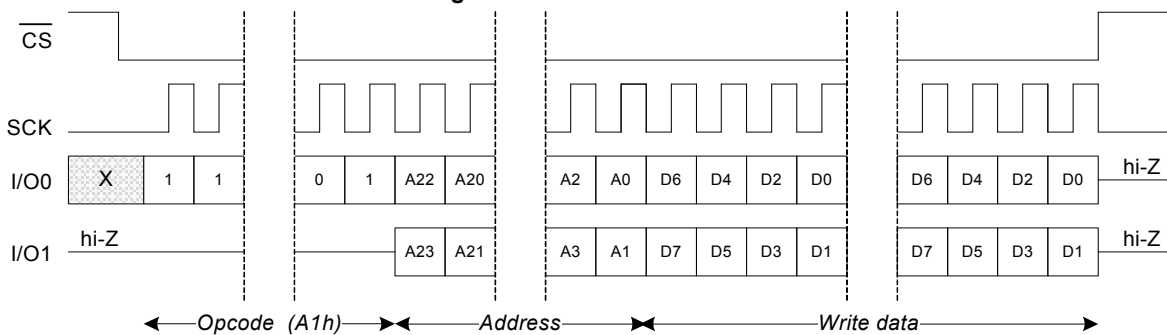 CS
SCK
I/O0 X 1 1 0 1 A22 A20 A2 A0 D6 D4 D2 D0 D6 D4 D2 D0 hi-Z
I/O1 hi-Z A23 A21 A3 A1 D7 D5 D3 D1 D7 D5 D3 D1 hi-Z
Opcode (A1h) Address Write data